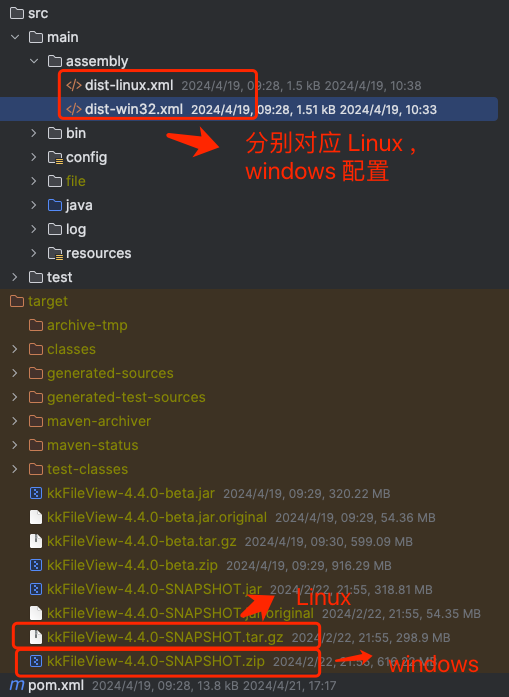 src
main
assembly
dist-linux.xml 2024/4/19, 09:28, 1.5 kB 2024/4/19, 10:38
dist-win32.xml 2024/4/19, 09:28, 1.51 kB 2024/4/19, 10:33
bin
分别对应 Linux ，
config
windows 配置
file
java
log
resources
test
target
archive-tmp
classes
generated-sources
generated-test-sources
maven-archiver
maven-status
test-classes
kkFileView-4.4.0-beta.jar 2024/4/19, 09:29, 320.22 MB
kkFileView-4.4.0-beta.jar.original 2024/4/19, 09:29, 54.36 MB
kkFileView-4.4.0-beta.tar.gz 2024/4/19, 09:30, 599.09 MB
kkFileView-4.4.0-beta.zip 2024/4/19, 09:29, 916.29 MB
kkFileView-4.4.0-SNAPSHOT.jar 2024/2/22, 21:55, 318.81 MB
Linux
kkFileView-4.4.0-SNAPSHOT.jar.original 2024/2/22, 21:55, 54.35 MB
kkFileView-4.4.0-SNAPSHOT.tar.gz 2024/2/22, 21:55, 298.9 MB
kkFileView-4.4.0-SNAPSHOT.zip 2024/2/22, MB
windows
pom.xml 2024/4/19, 09:28, 13.8 kB 2024/4/21, 17:17